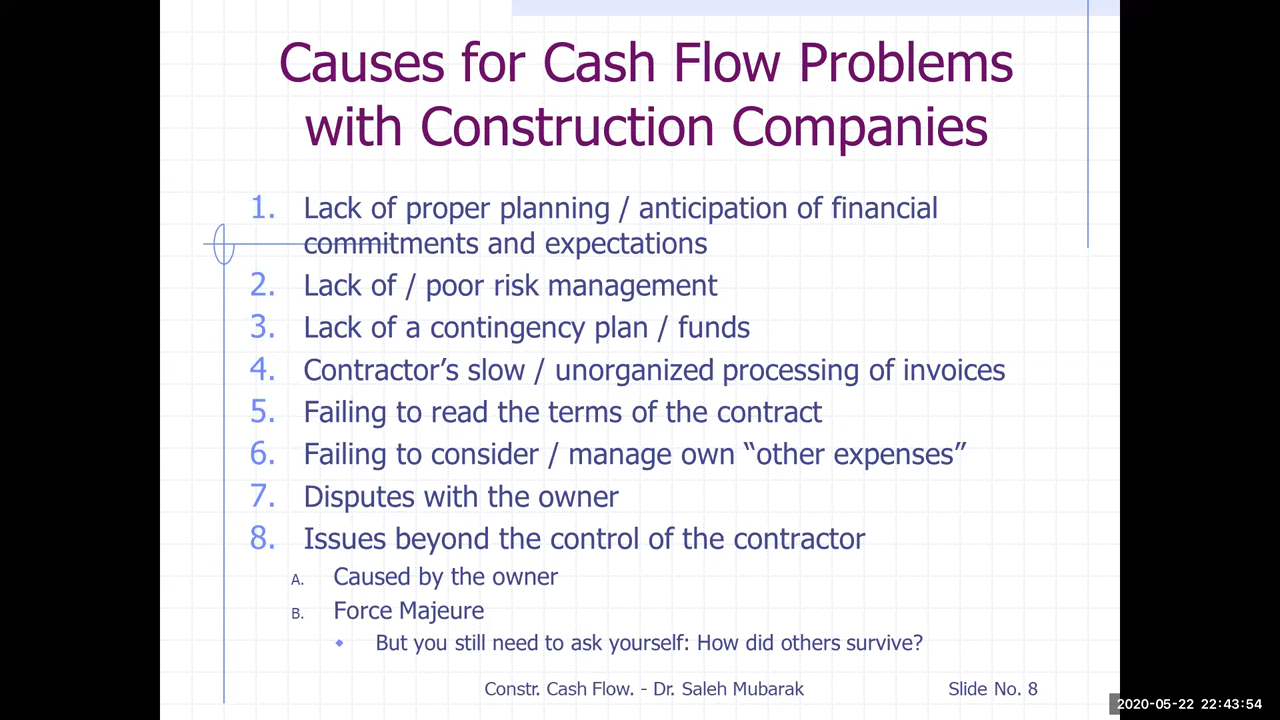 Causes for Cash Flow Problems
with Construction Companies
1. Lack of proper planning / anticipation of financial
commitments and expectations
2. Lack of / poor risk management
3. Lack of a contingency plan / funds
4. Contractor’s slow / unorganized processing of invoices
5. Failing to read the terms of the contract
6. Failing to consider / manage own “other expenses”
7. Disputes with the owner
8. Issues beyond the control of the contractor
A. Caused by the owner
B. Force Majeure
But you still need to ask yourself: How did others survive?
Constr. Cash Flow. - Dr. Saleh Mubarak Slide No. 8
2020-05-22 22:43:54